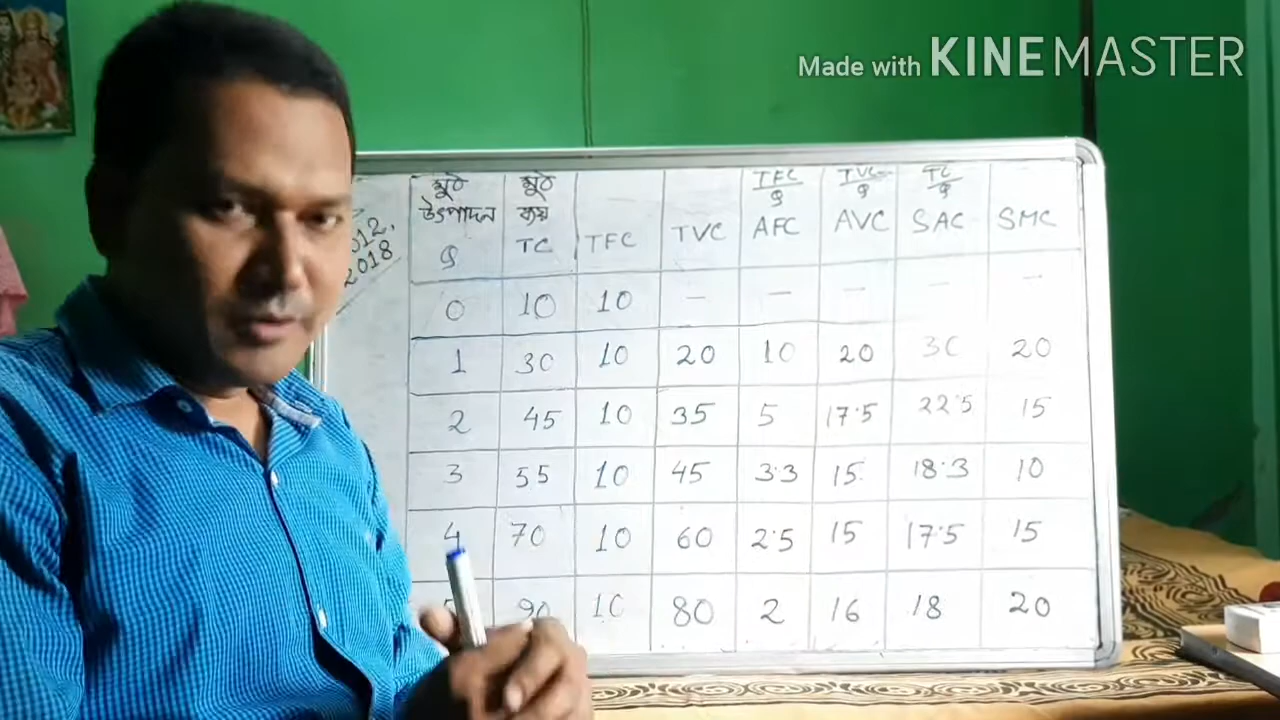 Made with KINEMASTER
2012,
2018
মুঠ উৎপাদন q | মুঠ ব্যয় TC | TFC | TVC | TFC/q AFC | TVC/q AVC | TC/q SAC | SMC
0 | 10 | 10 | — | — | — | — | —
1 | 30 | 10 | 20 | 10 | 20 | 30 | 20
2 | 45 | 10 | 35 | 5 | 17.5 | 22.5 | 15
3 | 55 | 10 | 45 | 3.3 | 15 | 18.3 | 10
4 | 70 | 10 | 60 | 2.5 | 15 | 17.5 | 15
5 | 90 | 10 | 80 | 2 | 16 | 18 | 20